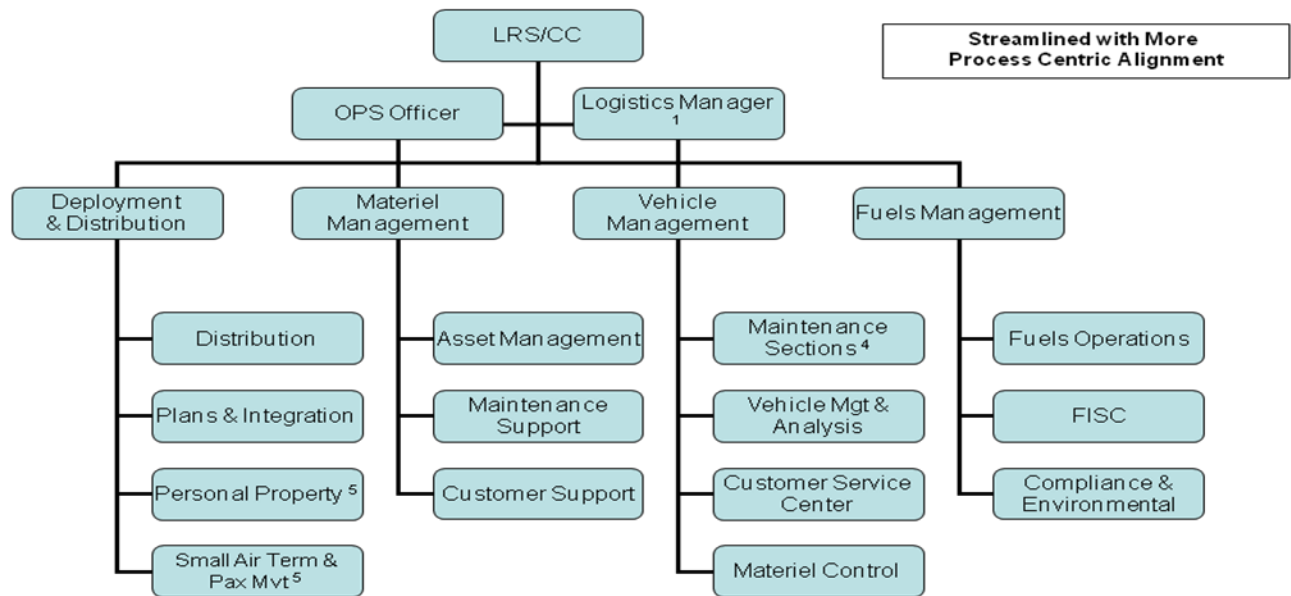 LRS/CC
Streamlined with More
Process Centric Alignment
OPS Officer
Logistics Manager
1
Deployment
& Distribution
Materiel
Management
Vehicle
Management
Fuels Management
Distribution
Asset Management
Maintenance
Sections 4
Fuels Operations
Plans & Integration
Maintenance
Support
Vehicle Mgt &
Analysis
FISC
Personal Property 5
Customer Support
Customer Service
Center
Compliance &
Environmental
Small Air Term &
Pax Mvt 5
Materiel Control